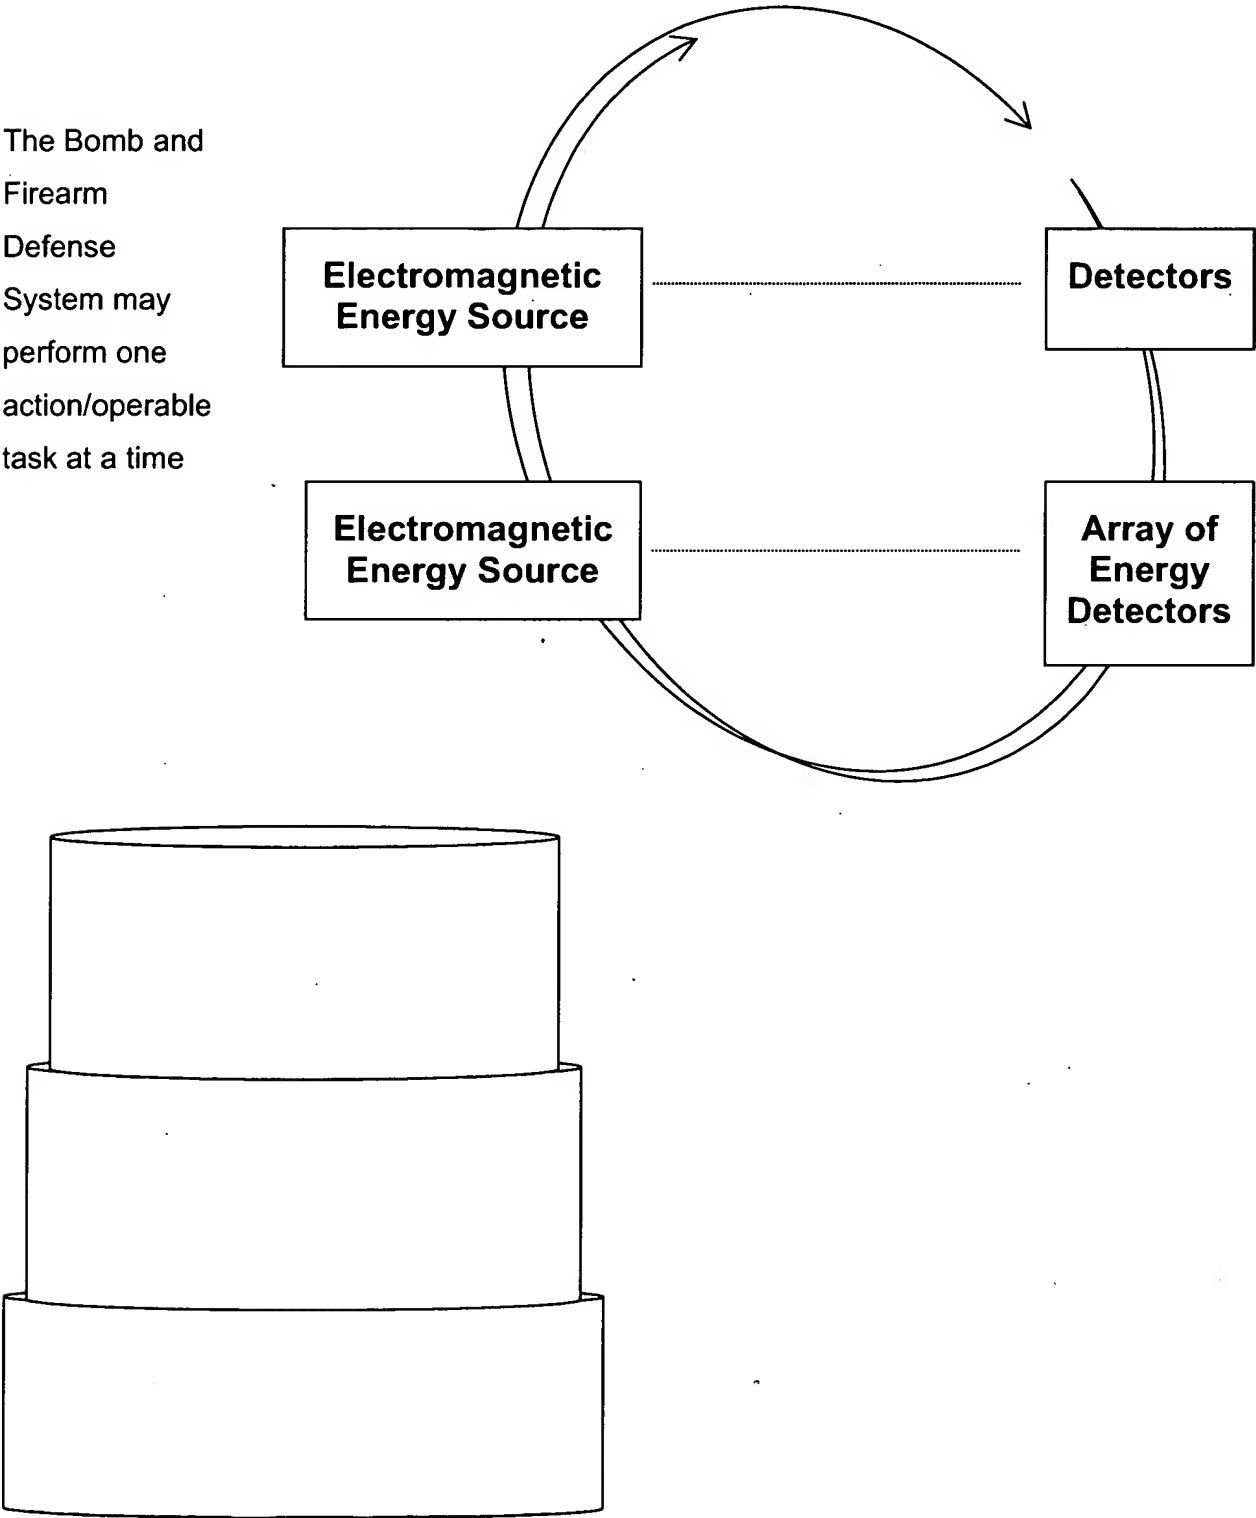 The Bomb and
Firearm
Defense
System may
perform one
action/operable
task at a time
Electromagnetic
Energy Source
Detectors
Electromagnetic
Energy Source
Array of
Energy
Detectors